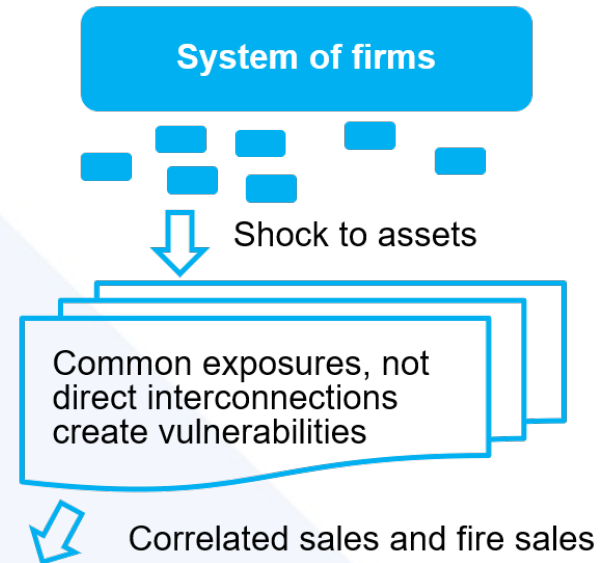 System of firms
Shock to assets
Common exposures, not
direct interconnections
create vulnerabilities
Correlated sales and fire sales